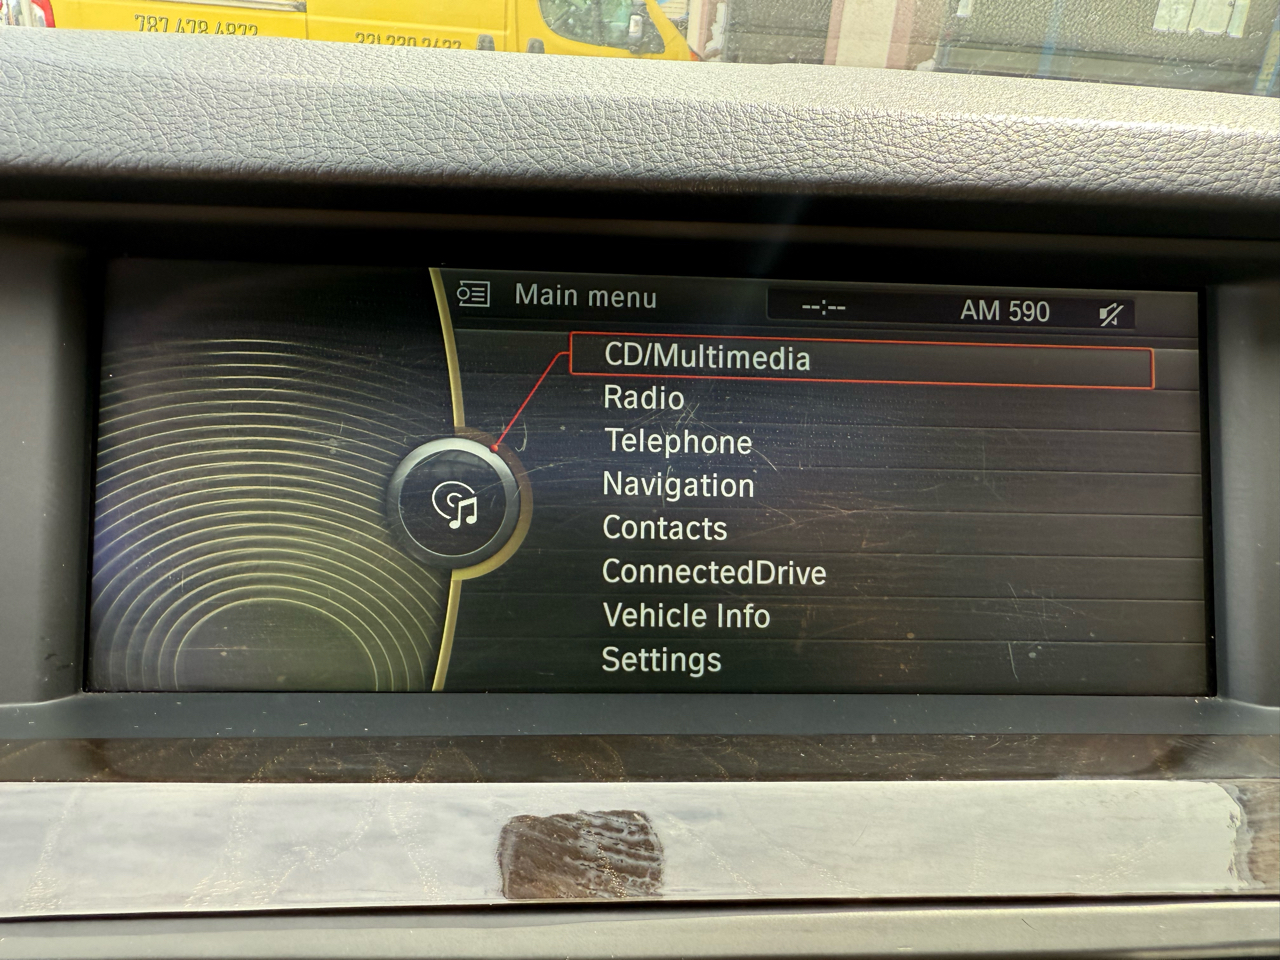 Main menu
--:--
AM 590
CD/Multimedia
Radio
Telephone
Navigation
Contacts
ConnectedDrive
Vehicle Info
Settings